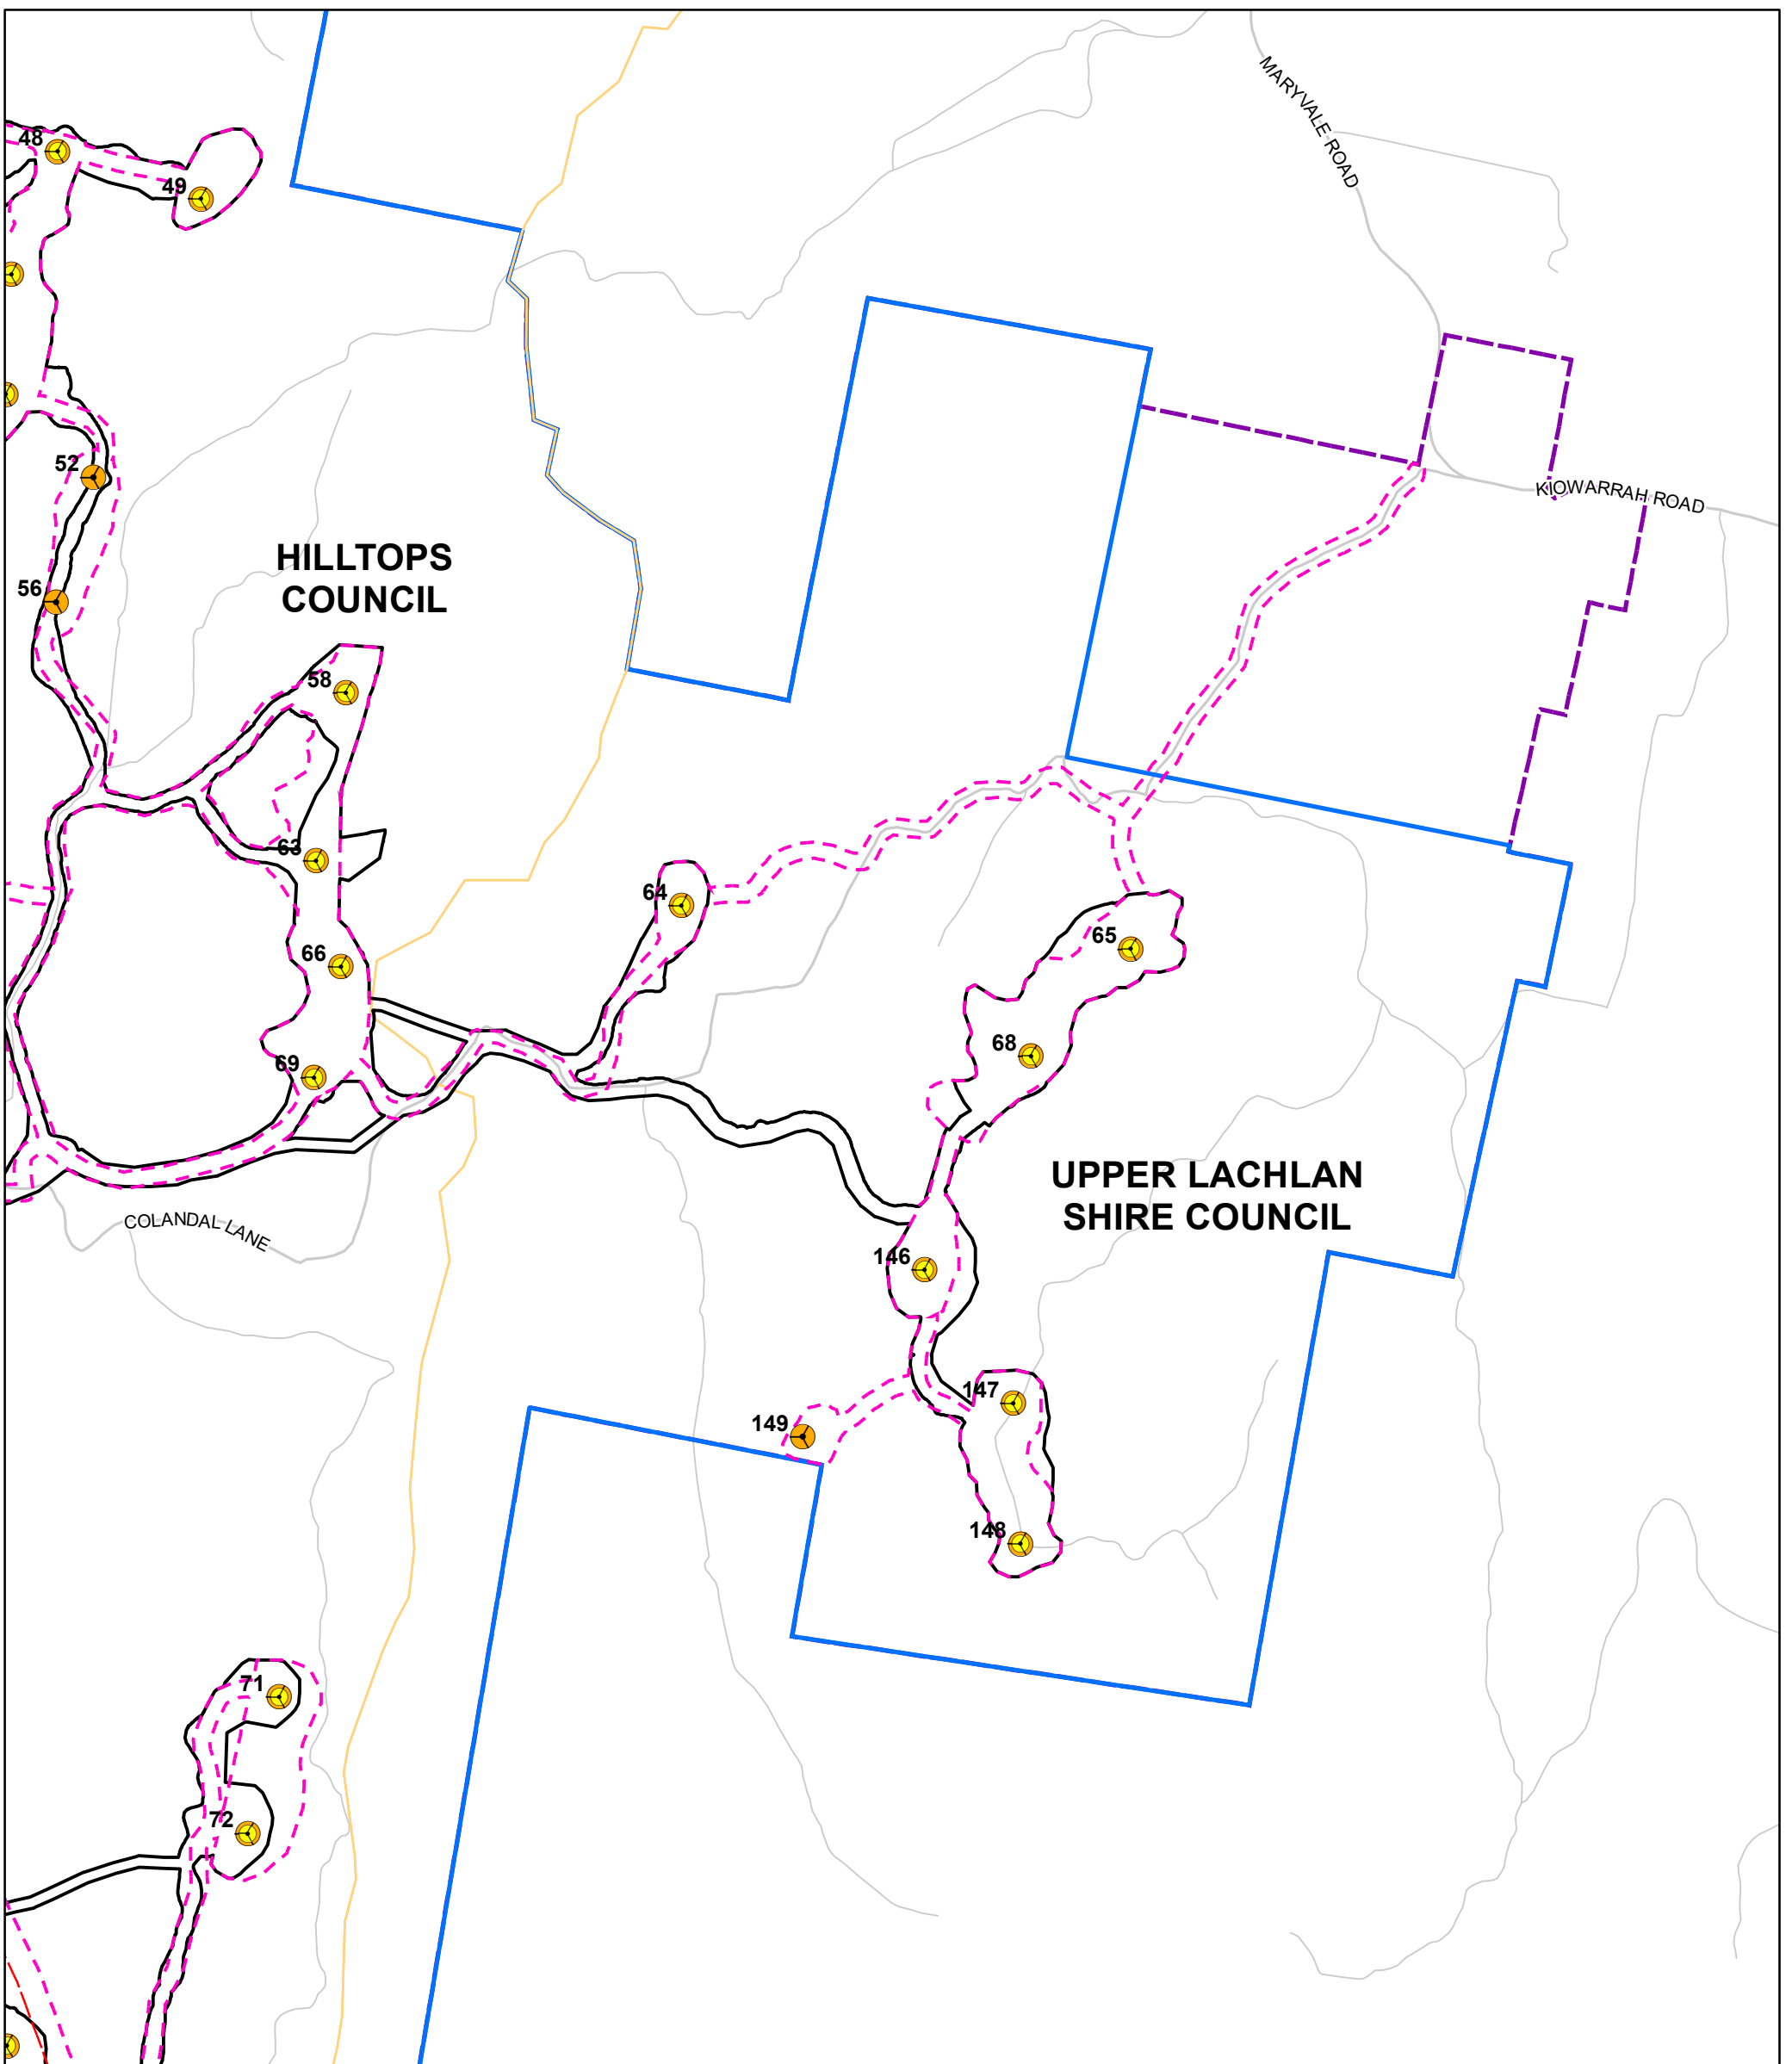 MARYVALE ROAD
48
49
52
KIOWARRAH ROAD
HILLTOPS
COUNCIL
56
58
63
64
65
66
68
69
UPPER LACHLAN
SHIRE COUNCIL
COLANDAL LANE
146
147
149
148
71
72